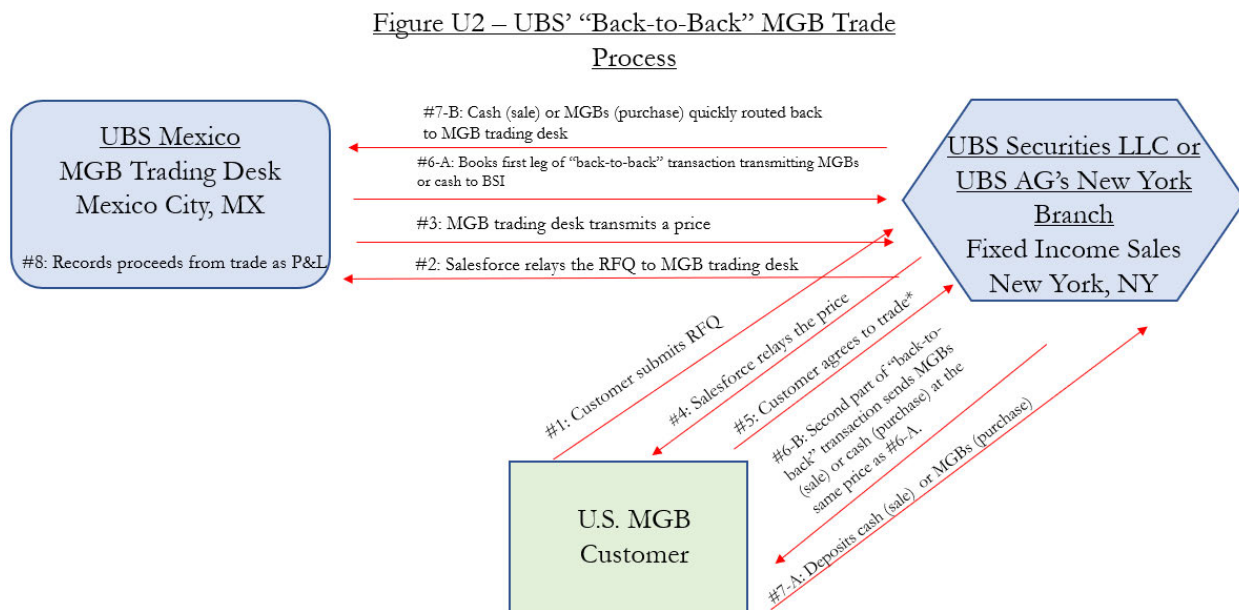 Figure U2 – UBS’ “Back-to-Back” MGB Trade
Process
#7-B: Cash (sale) or MGBs (purchase) quickly routed back
to MGB trading desk
UBS Mexico
MGB Trading Desk
Mexico City, MX
#8: Records proceeds from trade as P&L
#6-A: Books first leg of “back-to-back” transaction transmitting MGBs
or cash to BSI
#3: MGB trading desk transmits a price
#2: Salesforce relays the RFQ to MGB trading desk
UBS Securities LLC or
UBS AG’s New York
Branch
Fixed Income Sales
New York, NY
#1: Customer submits RFQ
#4: Salesforce relays the price
#5: Customer agrees to trade*
#6-B: Second part of “back-to-
back” transaction sends MGBs
(sale) or cash (purchase) at the
same price as #6-A.
#7-A: Deposits cash (sale) or MGBs (purchase)
U.S. MGB
Customer